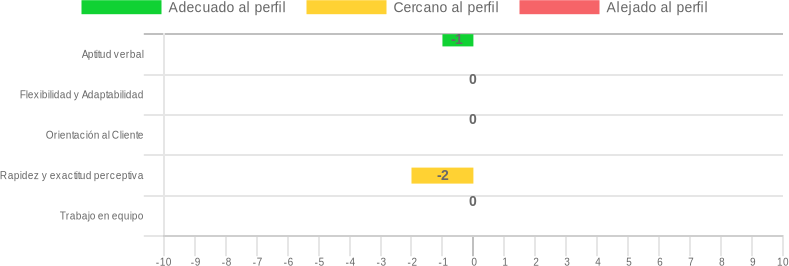 Adecuado al perfil Cercano al perfil Alejado al perfil
-1
Aptitud verbal
0
Flexibilidad y Adaptabilidad
0
Orientación al Cliente
Rapidez y exactitud perceptiva -2
0
Trabajo en equipo
-10 -9 -8 -7 -6 -5 -4 -3 -2 -1 0 1 2 3 4 5 6 7 8 9 10